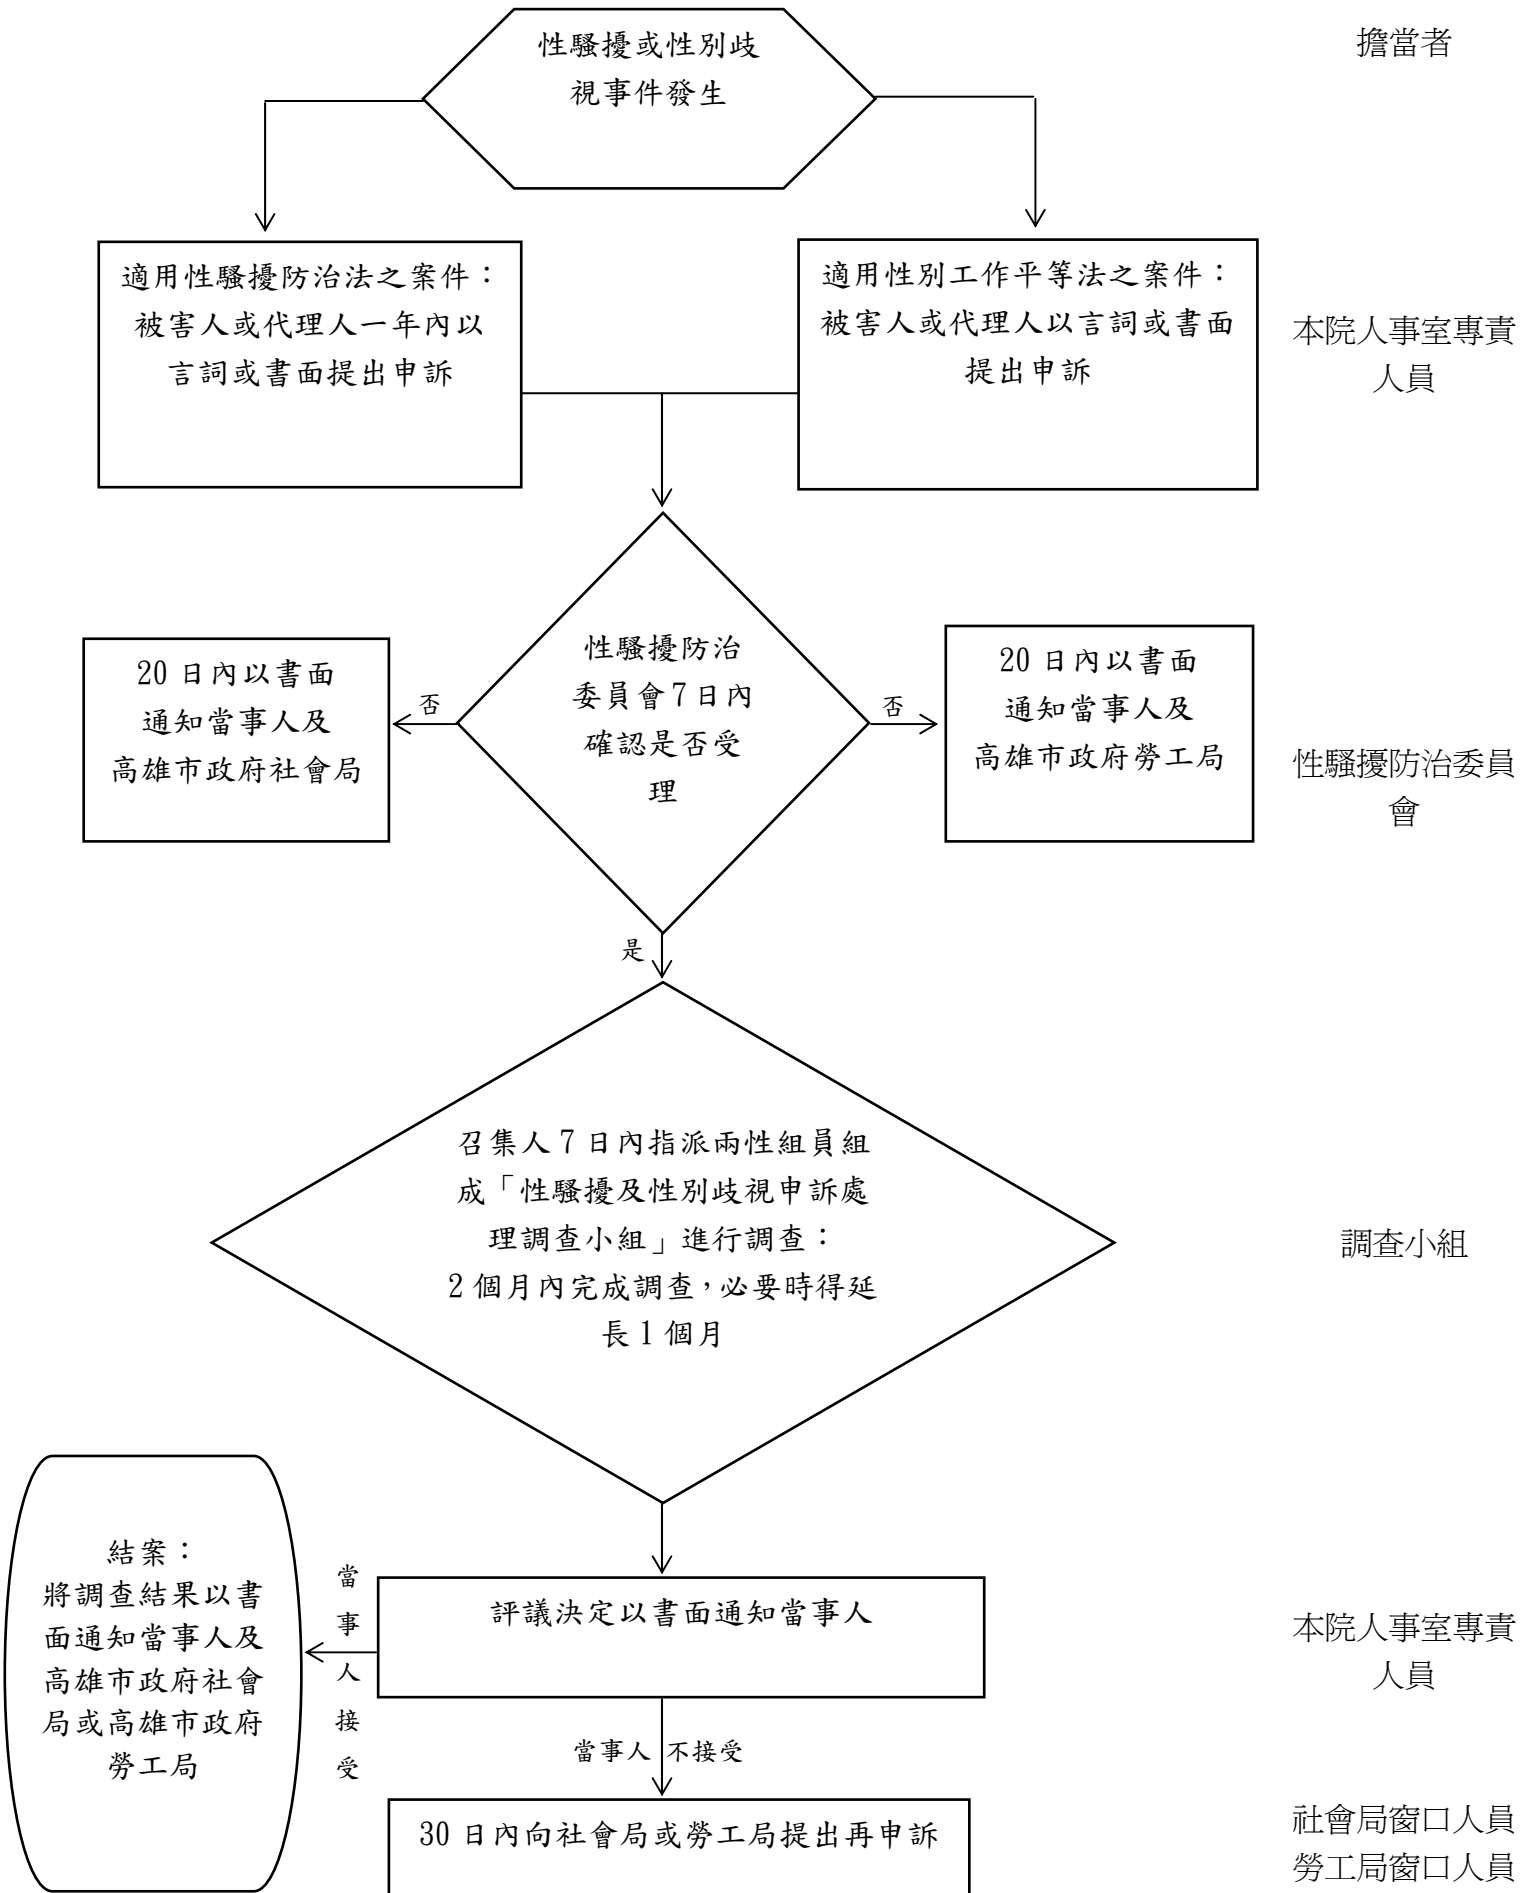 性騷擾或性別歧
視事件發生
擔當者
適用性騷擾防治法之案件：
被害人或代理人一年內以
言詞或書面提出申訴
適用性別工作平等法之案件：
被害人或代理人以言詞或書面
提出申訴
本院人事室專責
人員
20 日內以書面
通知當事人及
高雄市政府社會局
否
性騷擾防治
委員會 7 日內
確認是否受
理
否
20 日內以書面
通知當事人及
高雄市政府勞工局
性騷擾防治委員
會
是
召集人 7 日內指派兩性組員組
成「性騷擾及性別歧視申訴處
理調查小組」進行調查：
2 個月內完成調查，必要時得延
長 1 個月
調查小組
結案：
將調查結果以書
面通知當事人及
高雄市政府社會
局或高雄市政府
勞工局
當事人接受
評議決定以書面通知當事人
本院人事室專責
人員
當事人 不接受
30 日內向社會局或勞工局提出再申訴
社會局窗口人員
勞工局窗口人員